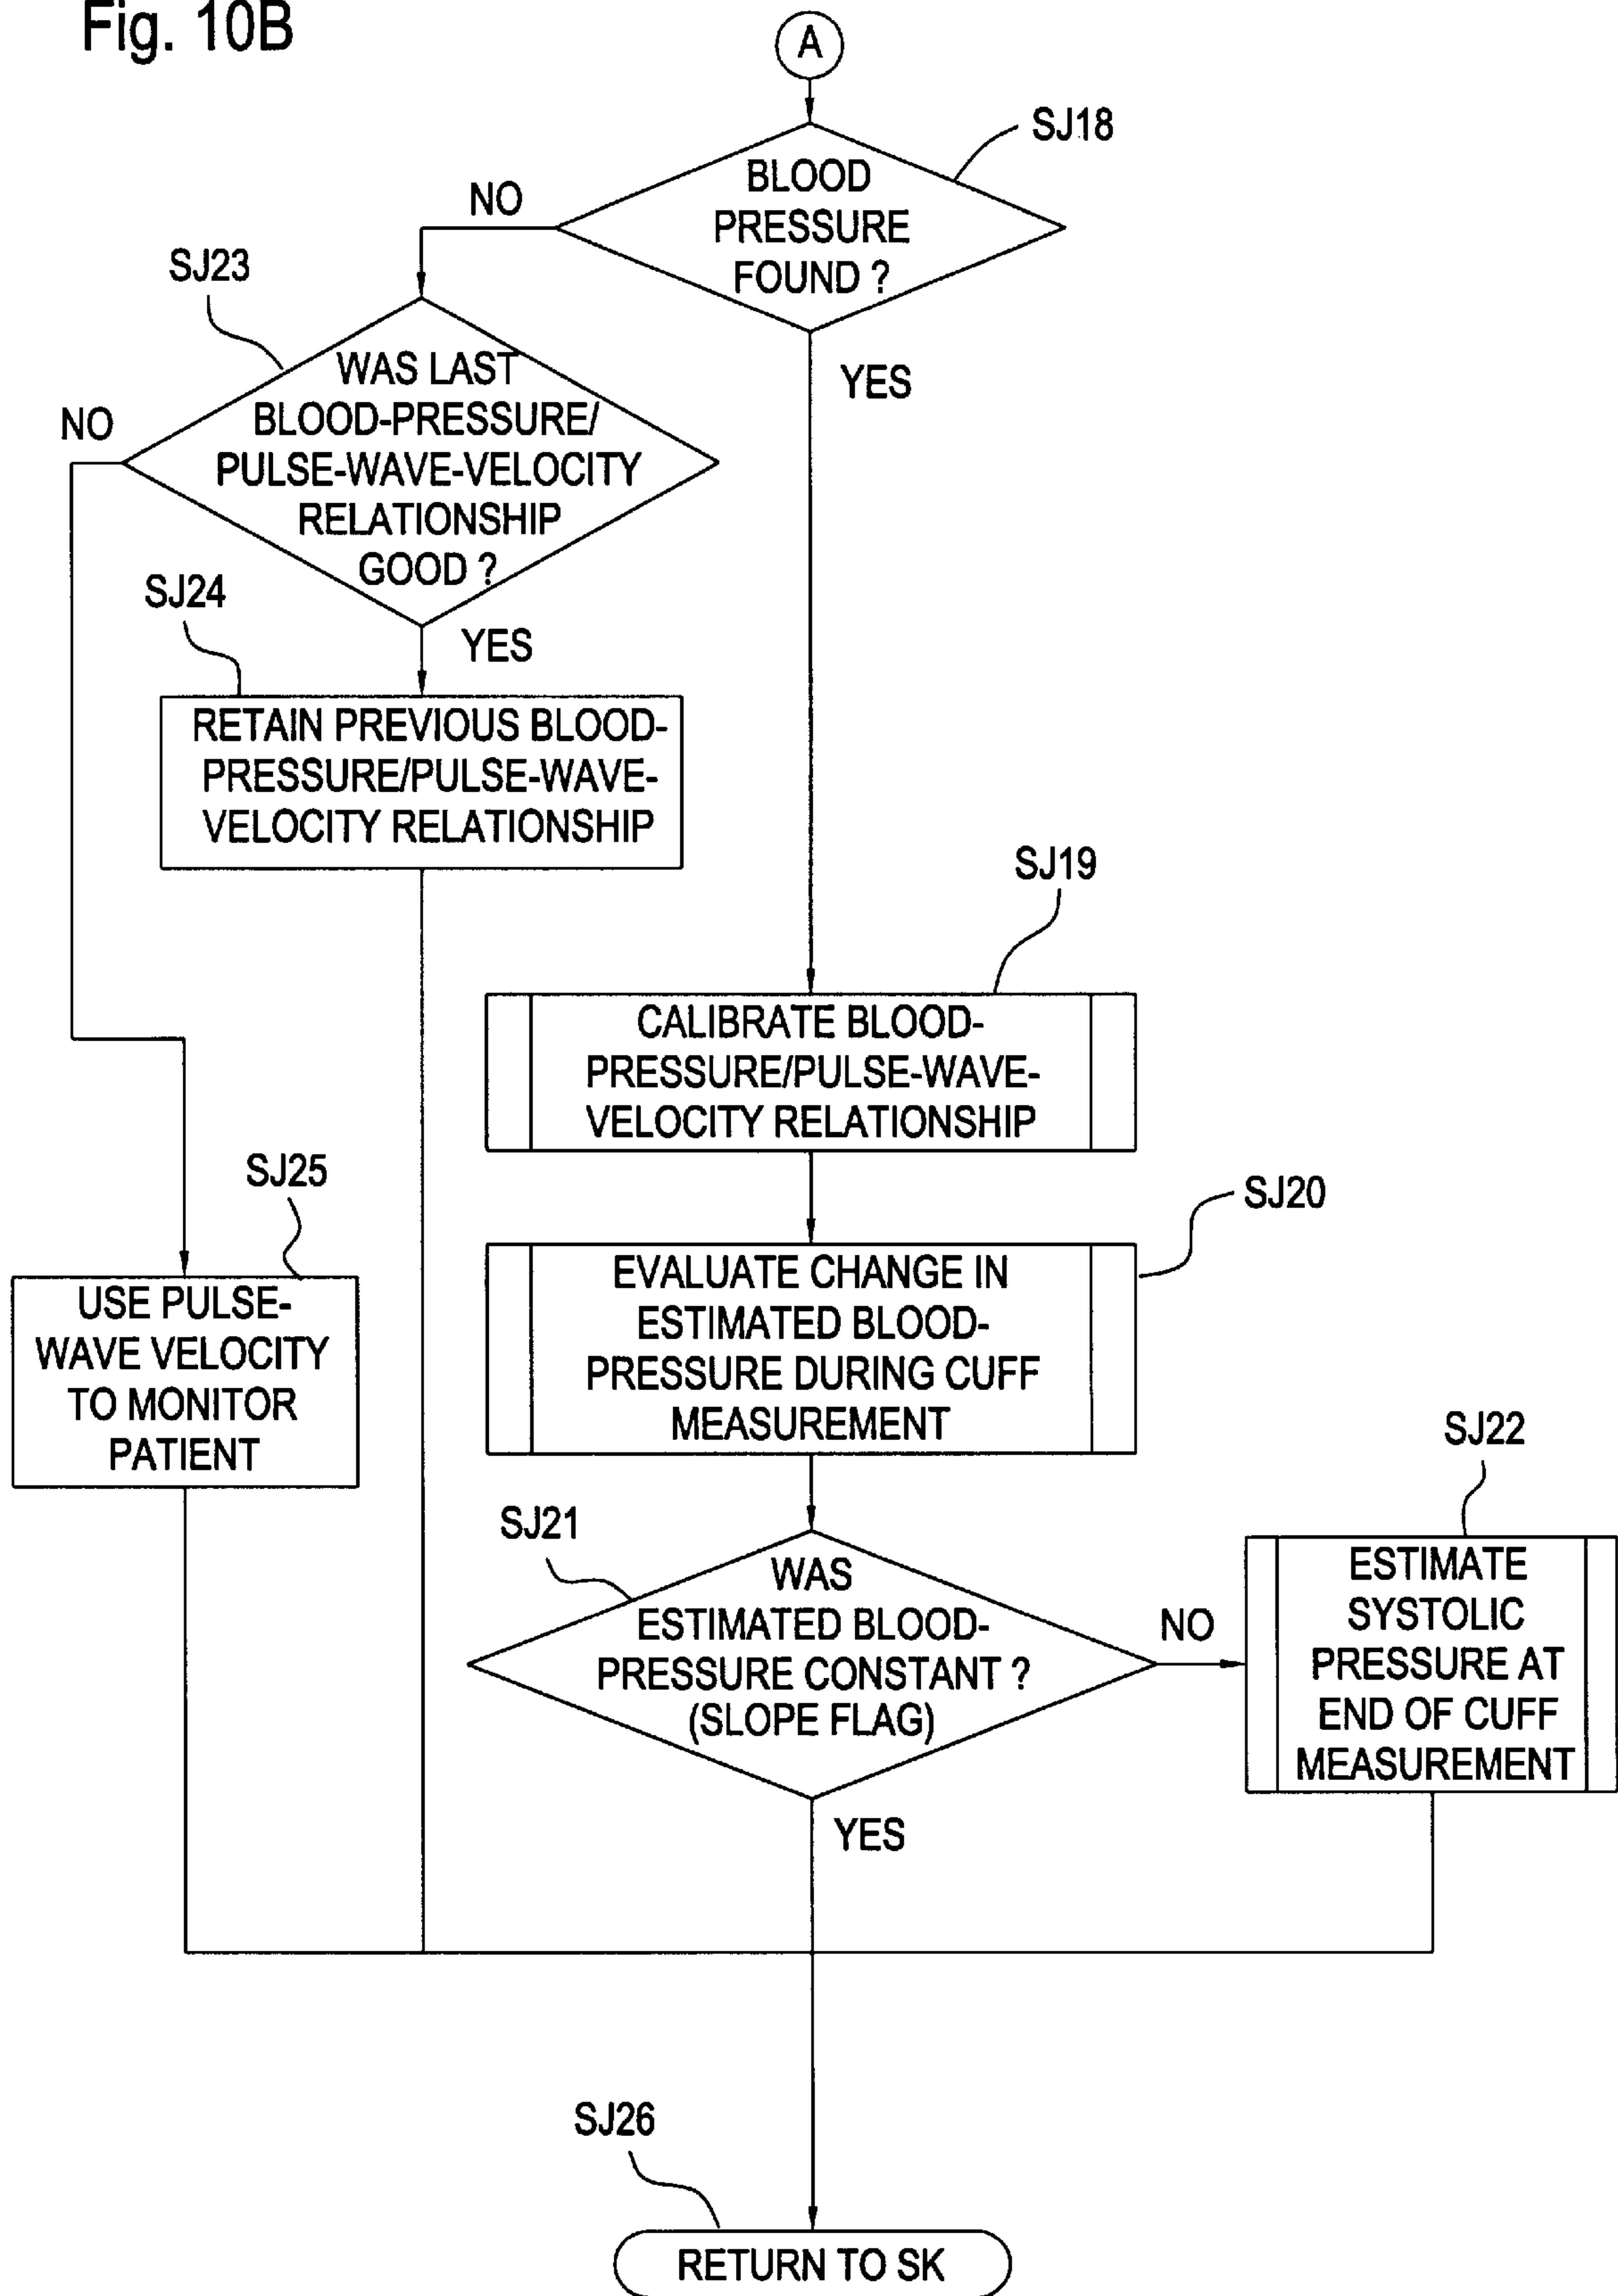 Fig. 10B
A
SJ18
BLOOD
PRESSURE
FOUND ?
NO
YES
SJ23
WAS LAST
BLOOD-PRESSURE/
PULSE-WAVE-VELOCITY
RELATIONSHIP
GOOD ?
NO
YES
SJ24
RETAIN PREVIOUS BLOOD-
PRESSURE/PULSE-WAVE-
VELOCITY RELATIONSHIP
SJ19
CALIBRATE BLOOD-
PRESSURE/PULSE-WAVE-
VELOCITY RELATIONSHIP
SJ25
USE PULSE-
WAVE VELOCITY
TO MONITOR
PATIENT
SJ20
EVALUATE CHANGE IN
ESTIMATED BLOOD-
PRESSURE DURING CUFF
MEASUREMENT
SJ21
WAS
ESTIMATED BLOOD-
PRESSURE CONSTANT ?
(SLOPE FLAG)
NO
YES
SJ22
ESTIMATE
SYSTOLIC
PRESSURE AT
END OF CUFF
MEASUREMENT
SJ26
RETURN TO SK